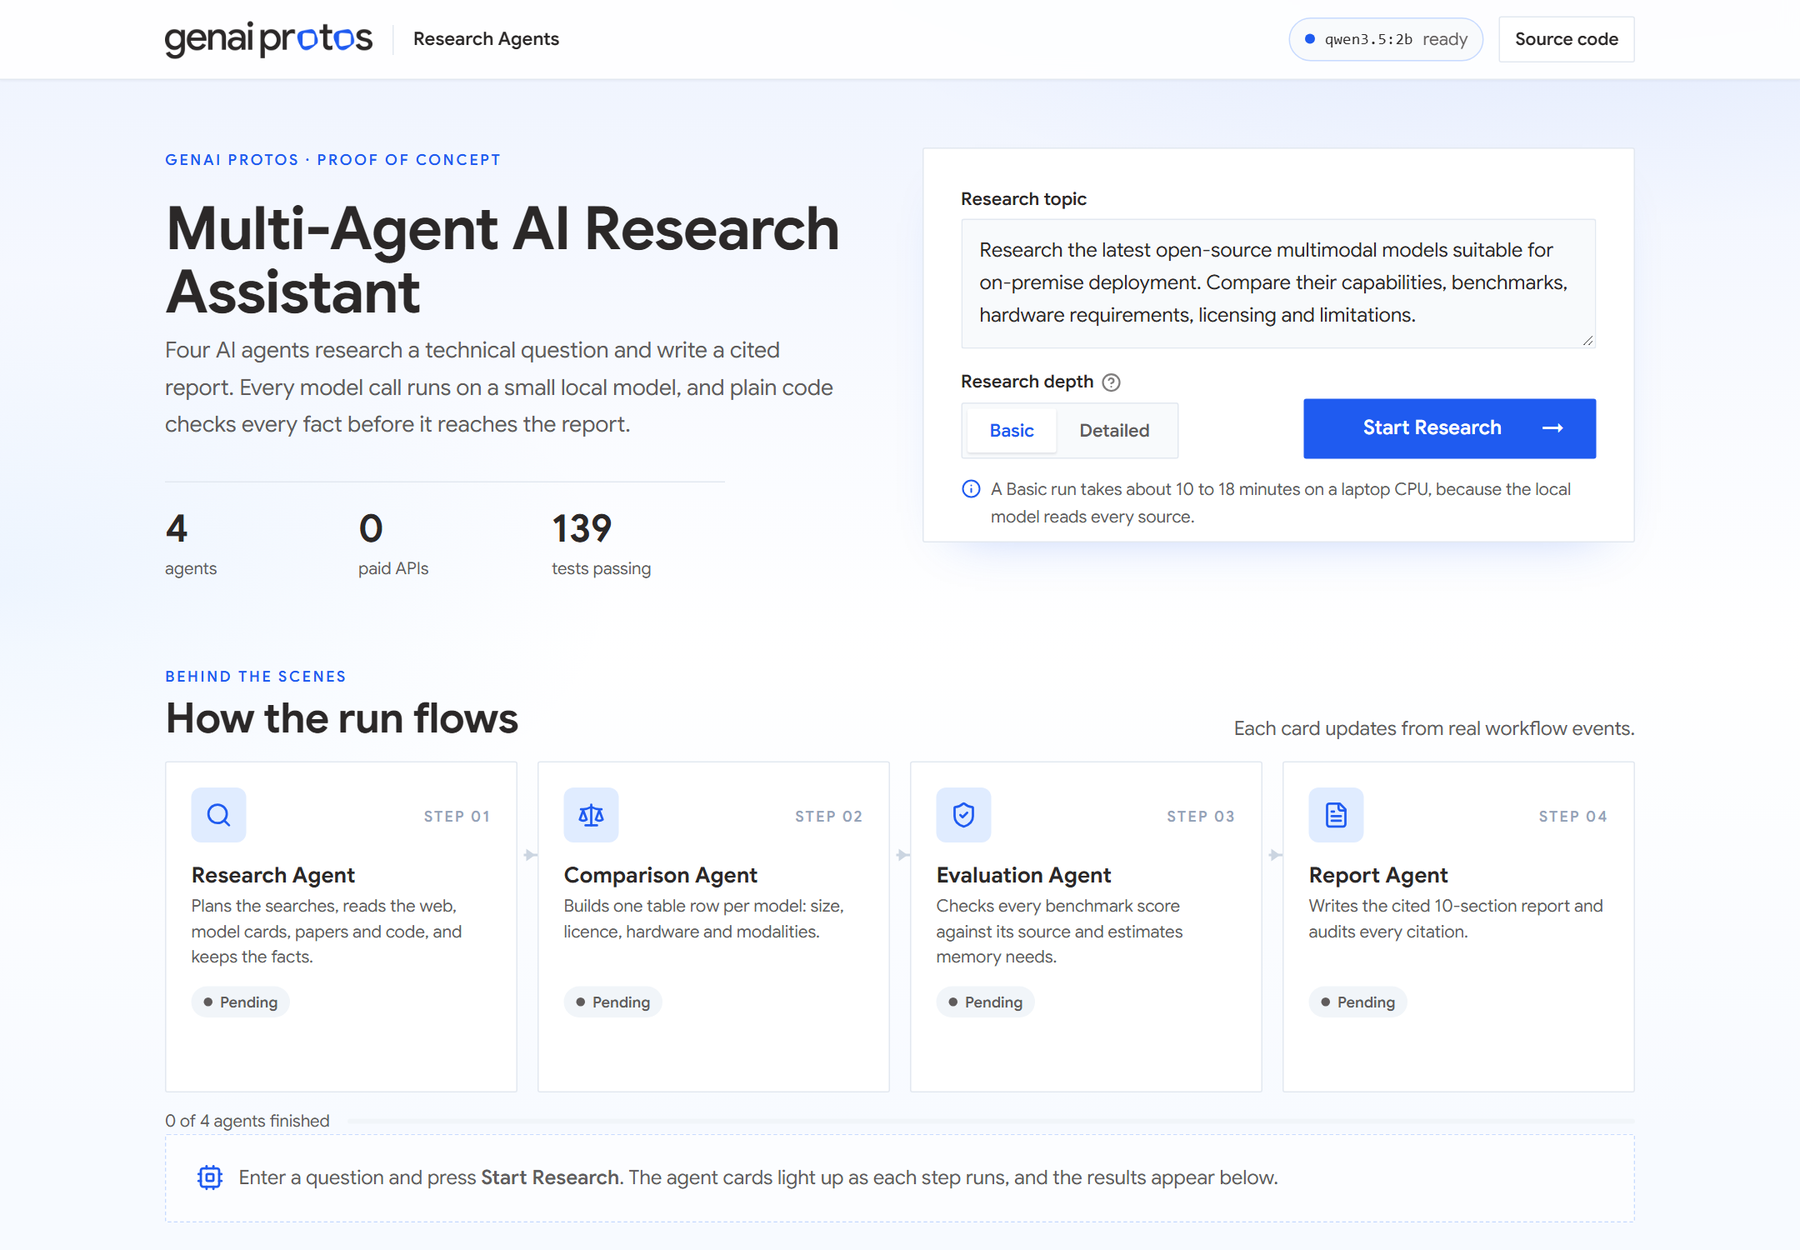 genai protos
Research Agents
qwen3.5:2b ready
Source code
GENAI PROTOS · PROOF OF CONCEPT
Multi-Agent AI Research
Assistant
Four AI agents research a technical question and write a cited
report. Every model call runs on a small local model, and plain code
checks every fact before it reaches the report.
4
agents
0
paid APIs
139
tests passing
Research topic
Research the latest open-source multimodal models suitable for
on-premise deployment. Compare their capabilities, benchmarks,
hardware requirements, licensing and limitations.
Research depth
Basic
Detailed
Start Research →
A Basic run takes about 10 to 18 minutes on a laptop CPU, because the local
model reads every source.
BEHIND THE SCENES
How the run flows
Each card updates from real workflow events.
STEP 01
Research Agent
Plans the searches, reads the web,
model cards, papers and code, and
keeps the facts.
Pending
STEP 02
Comparison Agent
Builds one table row per model: size,
licence, hardware and modalities.
Pending
STEP 03
Evaluation Agent
Checks every benchmark score
against its source and estimates
memory needs.
Pending
STEP 04
Report Agent
Writes the cited 10-section report and
audits every citation.
Pending
0 of 4 agents finished
Enter a question and press Start Research. The agent cards light up as each step runs, and the results appear below.